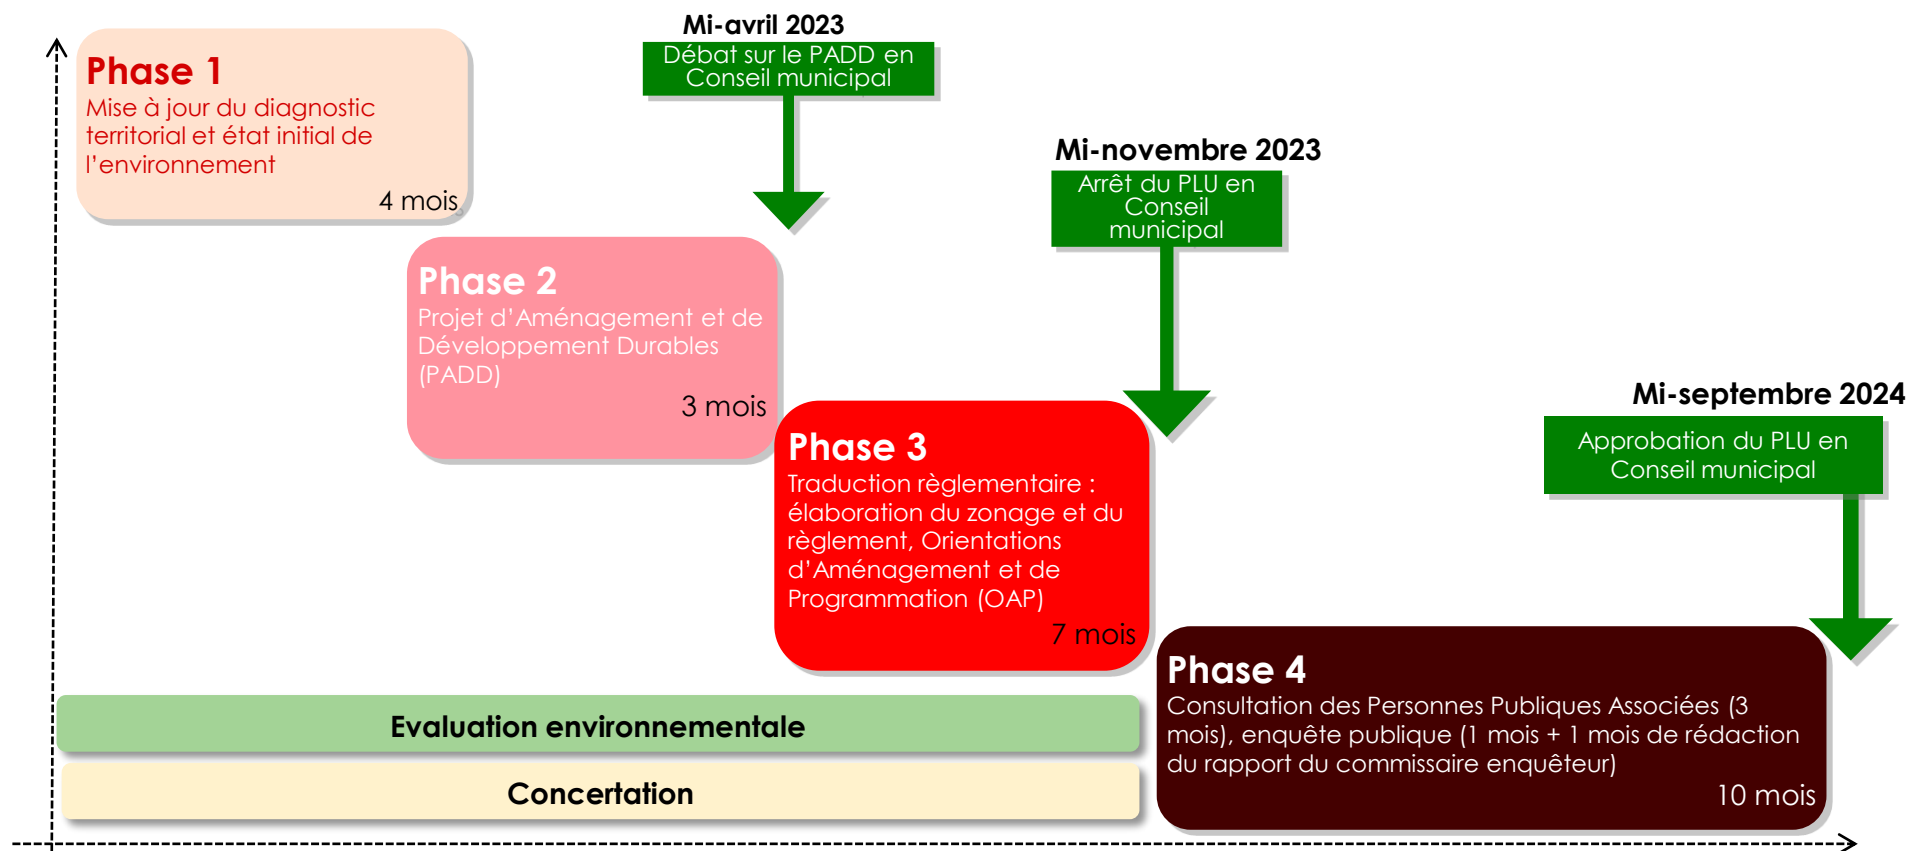 Mi-avril 2023
Débat sur le PADD en
Conseil municipal
Phase 1
Mise à jour du diagnostic
territorial et état initial de
l'environnement
4 mois
Mi-novembre 2023
Arrêt du PLU en
Conseil
municipal
Phase 2
Projet d'Aménagement et de
Développement Durables
(PADD)
3 mois
Mi-septembre 2024
Approbation du PLU en
Conseil municipal
Phase 3
Traduction règlementaire :
élaboration du zonage et du
règlement, Orientations
d'Aménagement et de
Programmation (OAP)
7 mois
Phase 4
Consultation des Personnes Publiques Associées (3
mois), enquête publique (1 mois + 1 mois de rédaction
du rapport du commissaire enquêteur)
10 mois
Evaluation environnementale
Concertation